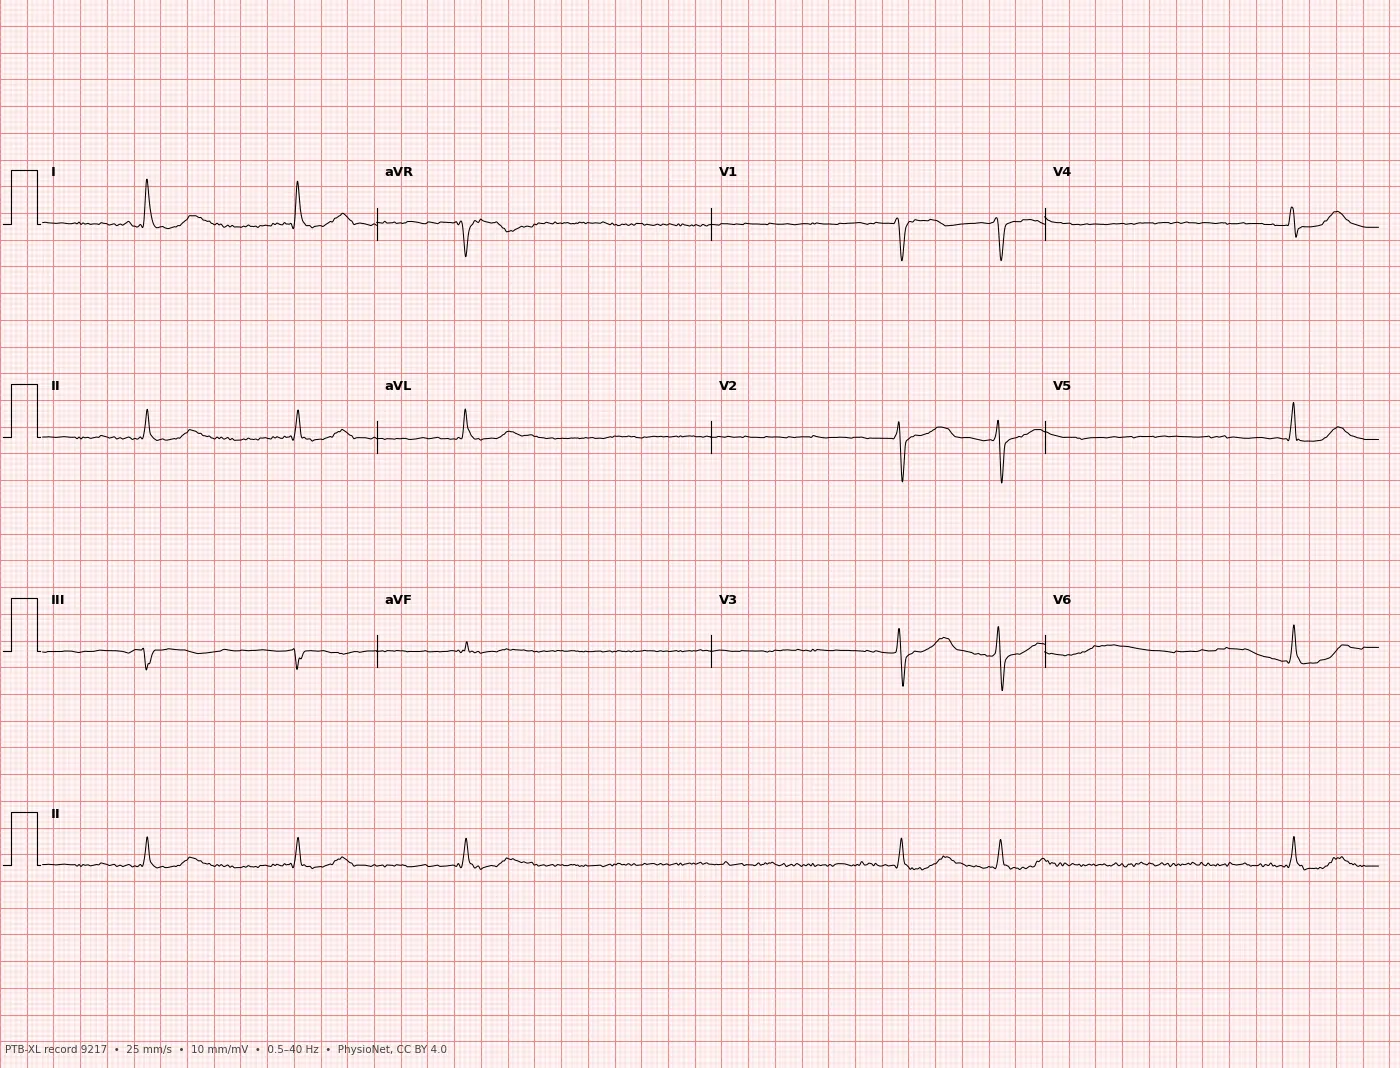 I aVR V1 V4
II aVL V2 V5
III aVF V3 V6
II
PTB-XL record 9217 • 25 mm/s • 10 mm/mV • 0.5–40 Hz • PhysioNet, CC BY 4.0